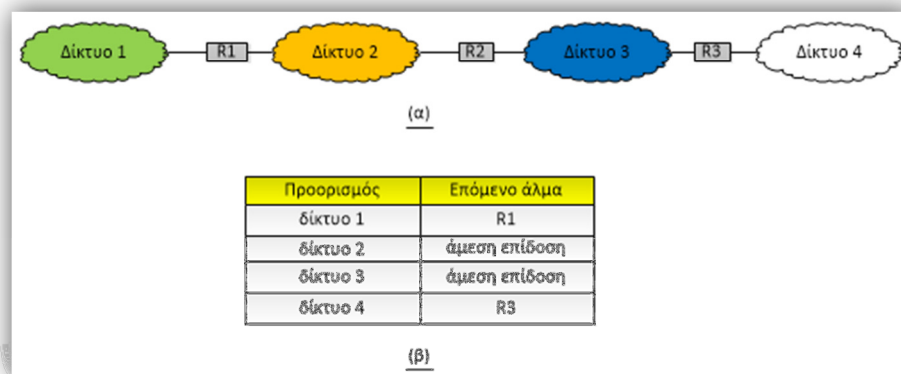 Δίκτυο 1 R1 Δίκτυο 2 R2 Δίκτυο 3 R3 Δίκτυο 4
(α)
Προορισμός Επόμενο άλμα
δίκτυο 1 R1
δίκτυο 2 άμεση επίδοση
δίκτυο 3 άμεση επίδοση
δίκτυο 4 R3
(β)